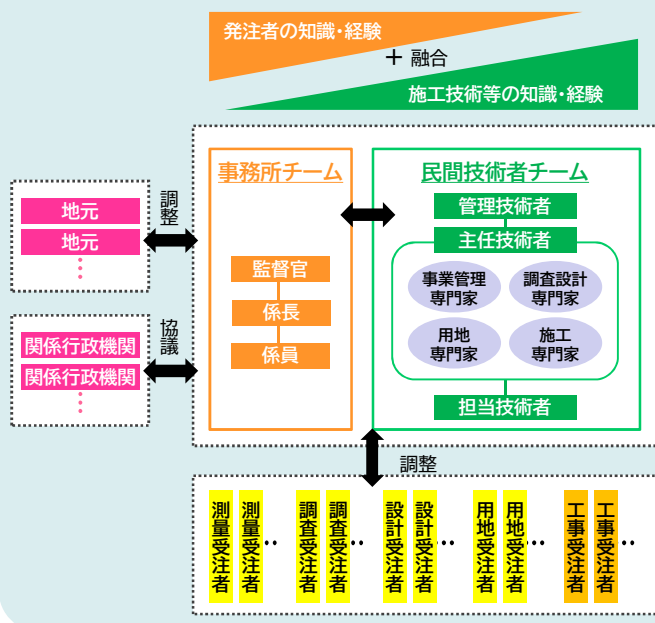 発注者の知識・経験
＋ 融合
施工技術等の知識・経験
事務所チーム
民間技術者チーム
管理技術者
主任技術者
地元
地元
⋮
調整
監督官
係長
係員
事業管理
専門家
調査設計
専門家
用地
専門家
施工
専門家
担当技術者
関係行政機関
関係行政機関
⋮
協議
調整
測量受注者
測量受注者
‥
調査受注者
調査受注者
‥
設計受注者
設計受注者
…
用地受注者
用地受注者
…
工事受注者
工事受注者
‥